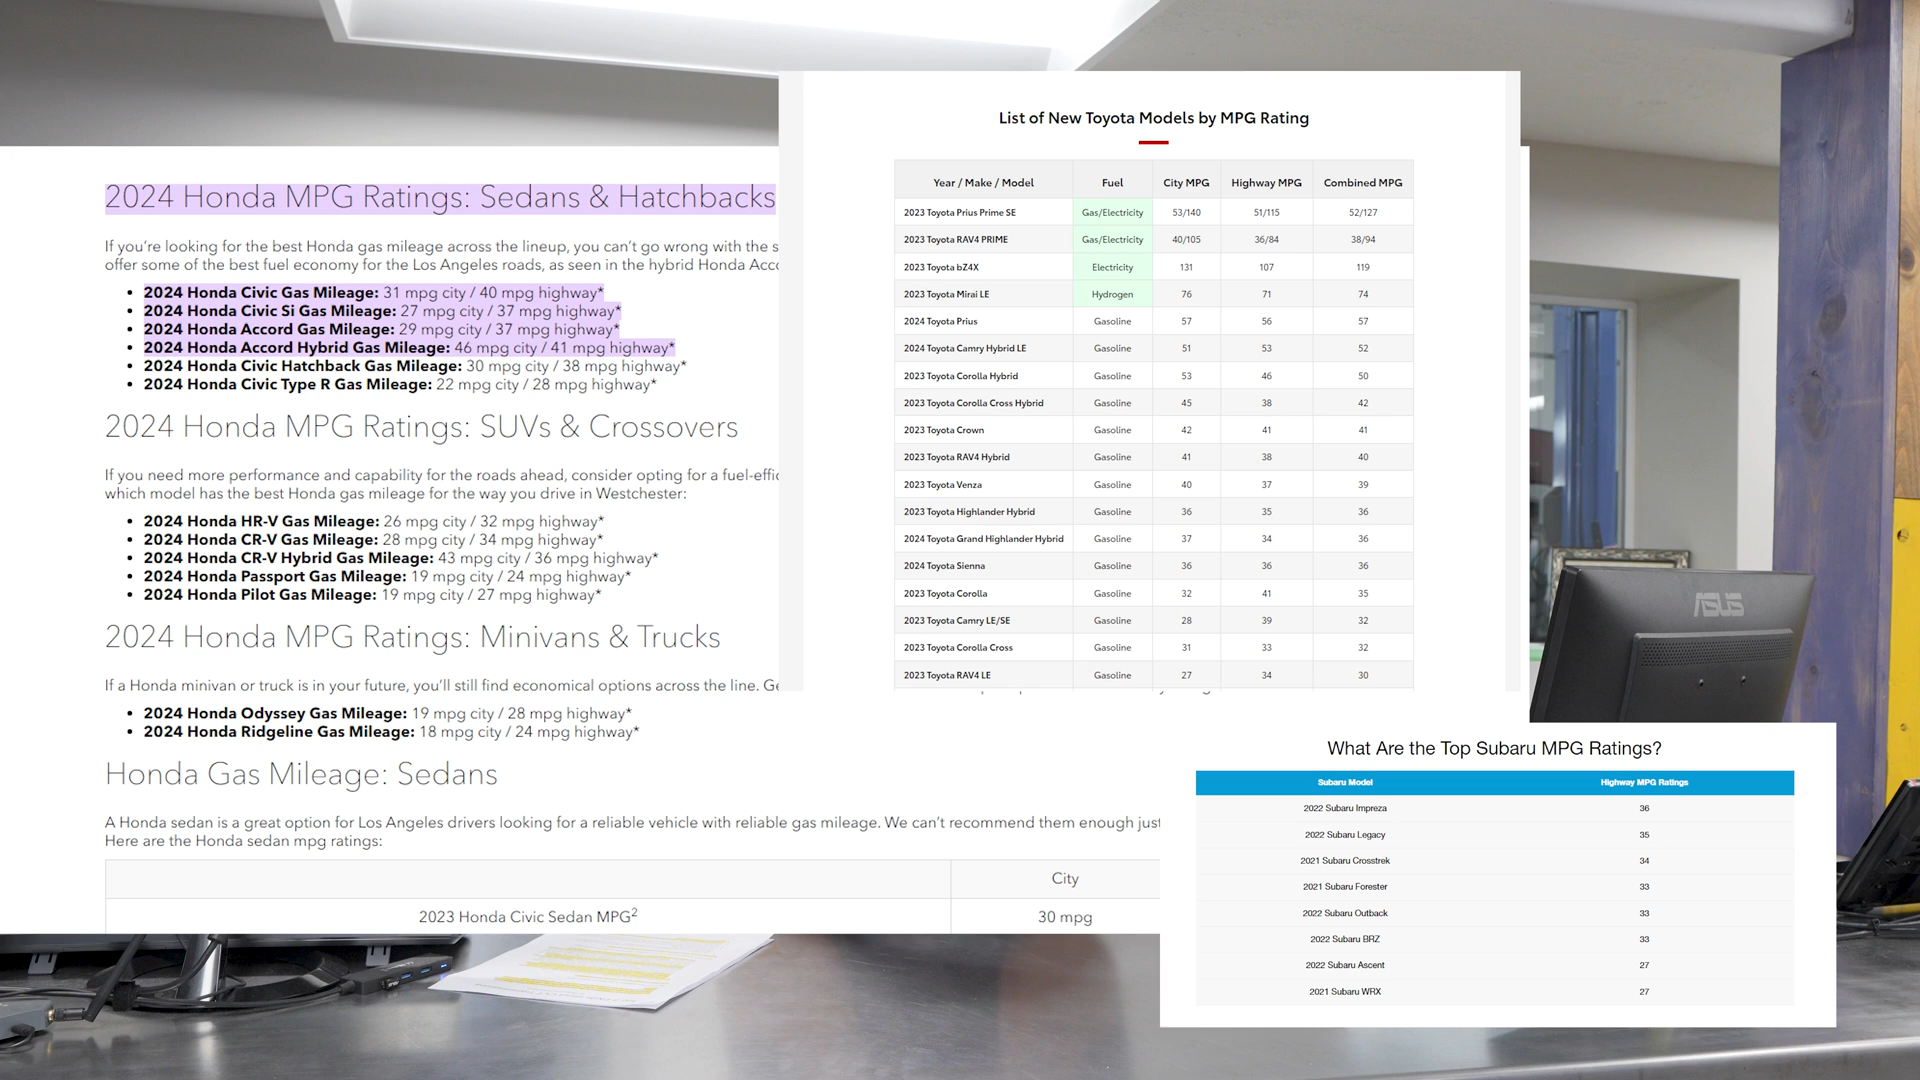 2024 Honda MPG Ratings: Sedans & Hatchbacks
If you're looking for the best Honda gas mileage across the lineup, you can't go wrong with the s
offer some of the best fuel economy for the Los Angeles roads, as seen in the hybrid Honda Acc
• 2024 Honda Civic Gas Mileage: 31 mpg city / 40 mpg highway*
• 2024 Honda Civic Si Gas Mileage: 27 mpg city / 37 mpg highway*
• 2024 Honda Accord Gas Mileage: 29 mpg city / 37 mpg highway*
• 2024 Honda Accord Hybrid Gas Mileage: 46 mpg city / 41 mpg highway*
• 2024 Honda Civic Hatchback Gas Mileage: 30 mpg city / 38 mpg highway*
• 2024 Honda Civic Type R Gas Mileage: 22 mpg city / 28 mpg highway*
2024 Honda MPG Ratings: SUVs & Crossovers
If you need more performance and capability for the roads ahead, consider opting for a fuel-effic
which model has the best Honda gas mileage for the way you drive in Westchester:
• 2024 Honda HR-V Gas Mileage: 26 mpg city / 32 mpg highway*
• 2024 Honda CR-V Gas Mileage: 28 mpg city / 34 mpg highway*
• 2024 Honda CR-V Hybrid Gas Mileage: 43 mpg city / 36 mpg highway*
• 2024 Honda Passport Gas Mileage: 19 mpg city / 24 mpg highway*
• 2024 Honda Pilot Gas Mileage: 19 mpg city / 27 mpg highway*
2024 Honda MPG Ratings: Minivans & Trucks
If a Honda minivan or truck is in your future, you'll still find economical options across the line. Ge
• 2024 Honda Odyssey Gas Mileage: 19 mpg city / 28 mpg highway*
• 2024 Honda Ridgeline Gas Mileage: 18 mpg city / 24 mpg highway*
Honda Gas Mileage: Sedans
A Honda sedan is a great option for Los Angeles drivers looking for a reliable vehicle with reliable gas mileage. We can't recommend them enough just
Here are the Honda sedan mpg ratings:
City
2023 Honda Civic Sedan MPG2 30 mpg
List of New Toyota Models by MPG Rating
Year / Make / Model Fuel City MPG Highway MPG Combined MPG
2023 Toyota Prius Prime SE Gas/Electricity 53/140 51/115 52/127
2023 Toyota RAV4 PRIME Gas/Electricity 40/105 36/84 38/94
2023 Toyota bZ4X Electricity 131 107 119
2023 Toyota Mirai LE Hydrogen 76 71 74
2024 Toyota Prius Gasoline 57 56 57
2024 Toyota Camry Hybrid LE Gasoline 51 53 52
2023 Toyota Corolla Hybrid Gasoline 53 46 50
2023 Toyota Corolla Cross Hybrid Gasoline 45 38 42
2023 Toyota Crown Gasoline 42 41 41
2023 Toyota RAV4 Hybrid Gasoline 41 38 40
2023 Toyota Venza Gasoline 40 37 39
2023 Toyota Highlander Hybrid Gasoline 36 35 36
2024 Toyota Grand Highlander Hybrid Gasoline 37 34 36
2024 Toyota Sienna Gasoline 36 36 36
2023 Toyota Corolla Gasoline 32 41 35
2023 Toyota Camry LE/SE Gasoline 28 39 32
2023 Toyota Corolla Cross Gasoline 31 33 32
2023 Toyota RAV4 LE Gasoline 27 34 30
ASUS
What Are the Top Subaru MPG Ratings?
Subaru Model Highway MPG Ratings
2022 Subaru Impreza 36
2022 Subaru Legacy 35
2021 Subaru Crosstrek 34
2021 Subaru Forester 33
2022 Subaru Outback 33
2022 Subaru BRZ 33
2022 Subaru Ascent 27
2021 Subaru WRX 27